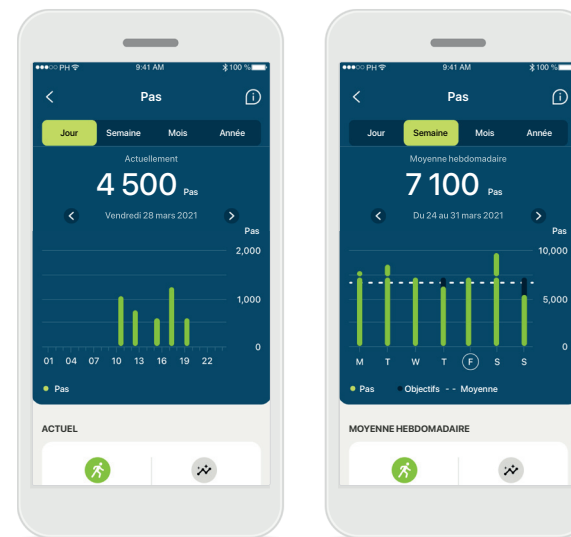 PH 9:41 AM 100 %
Pas
Jour Semaine Mois Année
Actuellement
4 500 Pas
Vendredi 28 mars 2021
Pas
2,000
1,000
0
01 04 07 10 13 16 19 22
Pas
ACTUEL
PH 9:41 AM 100 %
Pas
Jour Semaine Mois Année
Moyenne hebdomadaire
7 100 Pas
Du 24 au 31 mars 2021
Pas
10,000
5,000
0
M T W T F S S
Pas Objectifs -- Moyenne
MOYENNE HEBDOMADAIRE